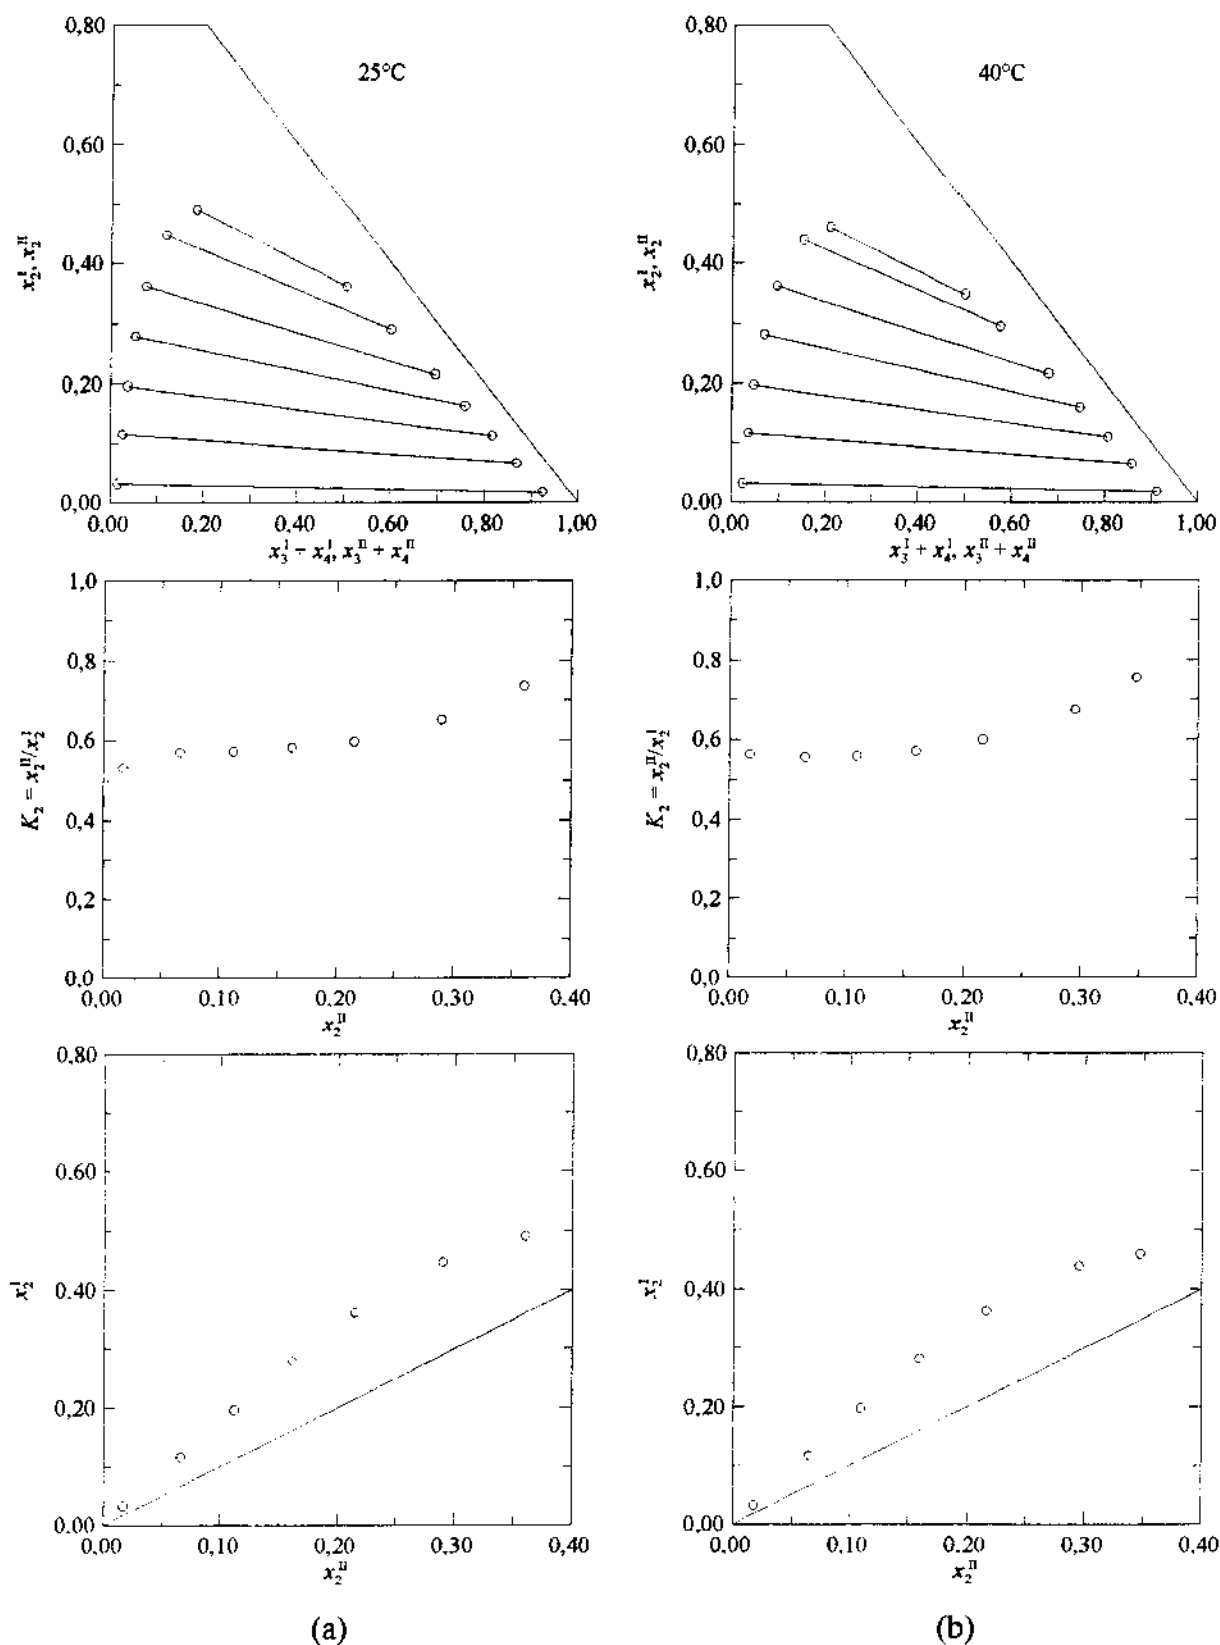 0,80
0,60
0,40
0,20
0,00
x₂ᴵ, x₂ᴵᴵ
25°C
0,00 0,20 0,40 0,60 0,80 1,00
x₃ᴵ − x₄ᴵ, x₃ᴵᴵ + x₄ᴵᴵ
0,80
0,60
0,40
0,20
0,00
x₂ᴵ, x₂ᴵᴵ
40°C
0,00 0,20 0,40 0,60 0,80 1,00
x₃ᴵ + x₄ᴵ, x₃ᴵᴵ + x₄ᴵᴵ
1,0
0,8
0,6
0,4
0,2
0,0
K₂ = x₂ᴵᴵ/x₂ᴵ
0,00 0,10 0,20 0,30 0,40
x₂ᴵᴵ
1,0
0,8
0,6
0,4
0,2
0,0
K₂ = x₂ᴵᴵ/x₂ᴵ
0,00 0,10 0,20 0,30 0,40
x₂ᴵᴵ
0,80
0,60
0,40
0,20
0,00
x₂ᴵ
0,00 0,10 0,20 0,30 0,40
x₂ᴵᴵ
0,80
0,60
0,40
0,20
0,00
x₂ᴵ
0,00 0,10 0,20 0,30 0,40
x₂ᴵᴵ
(a)
(b)